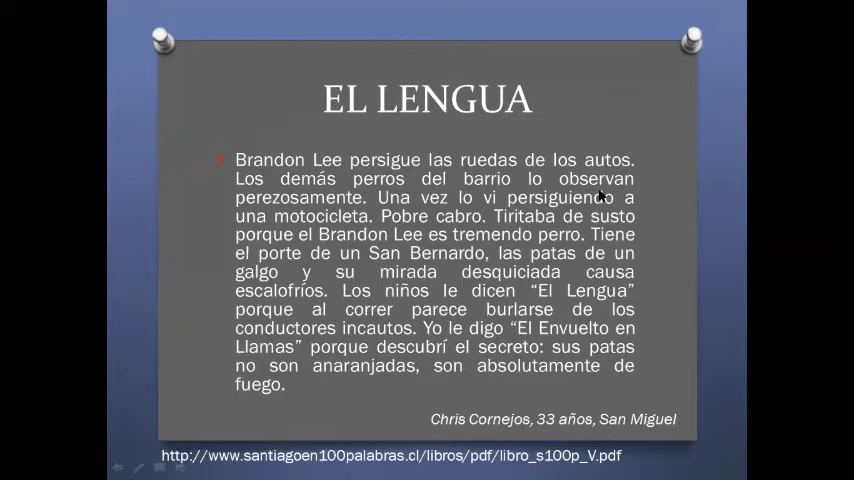 EL LENGUA
Brandon Lee persigue las ruedas de los autos.
Los demás perros del barrio lo observan
perezosamente. Una vez lo vi persiguiendo a
una motocicleta. Pobre cabro. Tiritaba de susto
porque el Brandon Lee es tremendo perro. Tiene
el porte de un San Bernardo, las patas de un
galgo y su mirada desquiciada causa
escalofríos. Los niños le dicen “El Lengua”
porque al correr parece burlarse de los
conductores incautos. Yo le digo “El Envuelto en
Llamas” porque descubrí el secreto: sus patas
no son anaranjadas, son absolutamente de
fuego.
Chris Cornejos, 33 años, San Miguel
http://www.santiagoen100palabras.cl/libros/pdf/libro_s100p_V.pdf